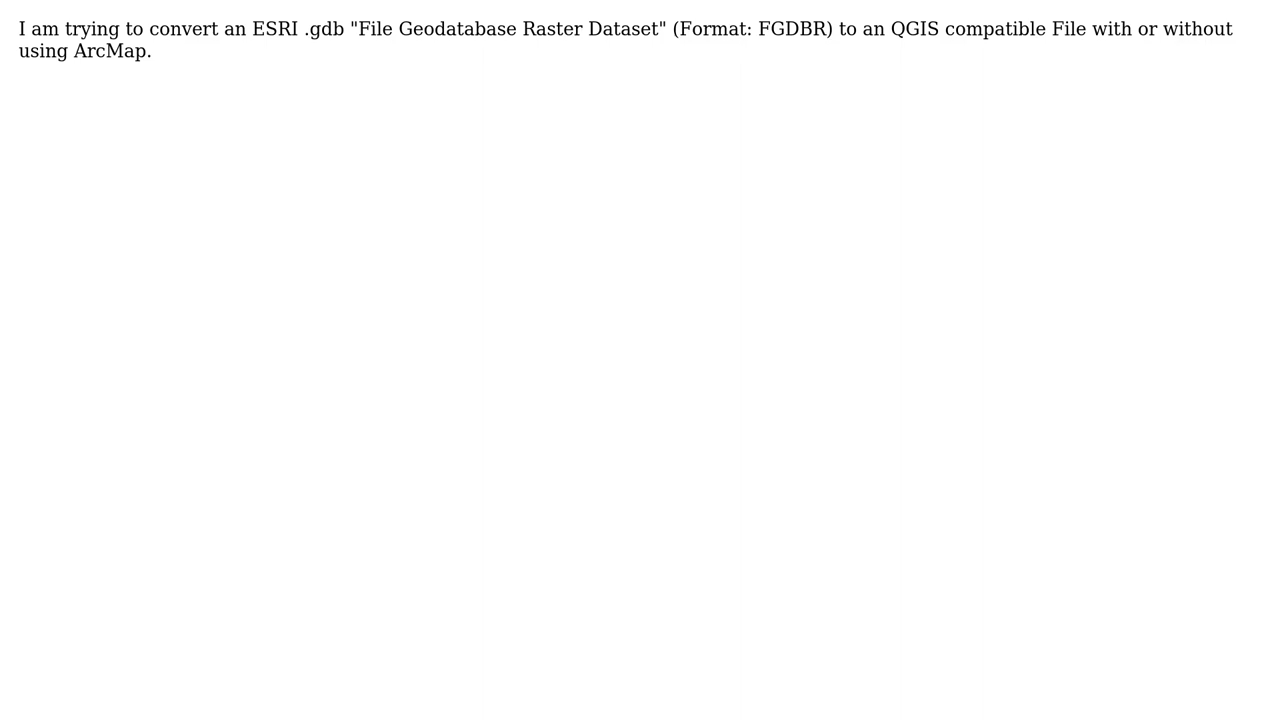 I am trying to convert an ESRI .gdb "File Geodatabase Raster Dataset" (Format: FGDBR) to an QGIS compatible File with or without
using ArcMap.